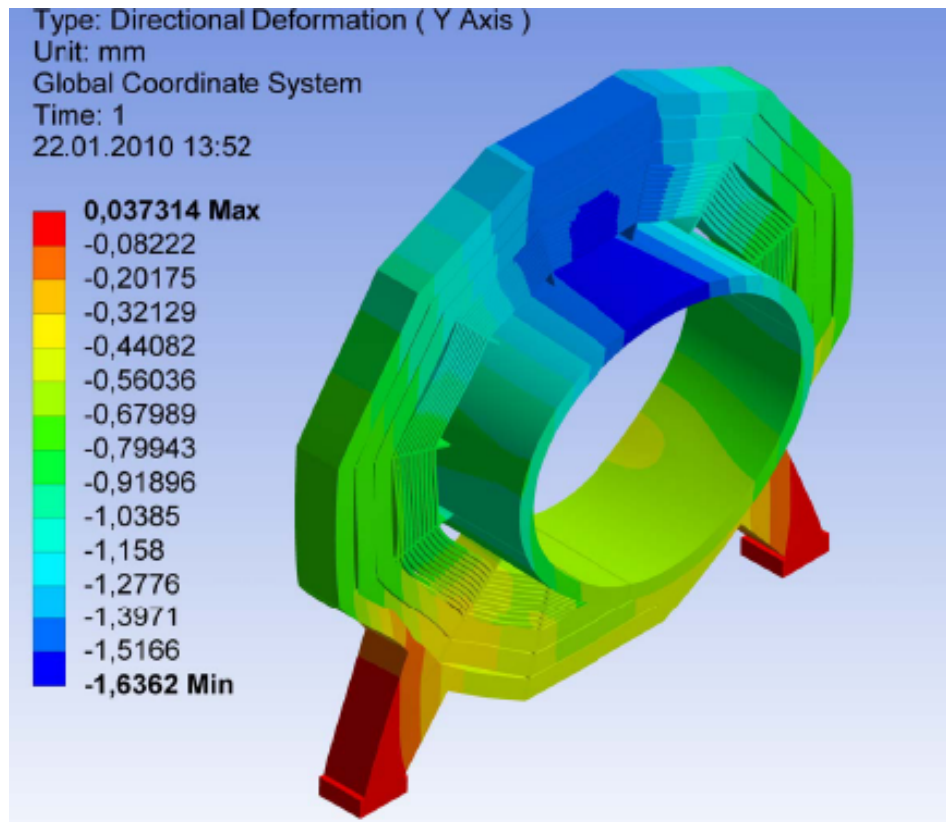 Type: Directional Deformation ( Y Axis )
Unit: mm
Global Coordinate System
Time: 1
22.01.2010 13:52
0,037314 Max
-0,08222
-0,20175
-0,32129
-0,44082
-0,56036
-0,67989
-0,79943
-0,91896
-1,0385
-1,158
-1,2776
-1,3971
-1,5166
-1,6362 Min